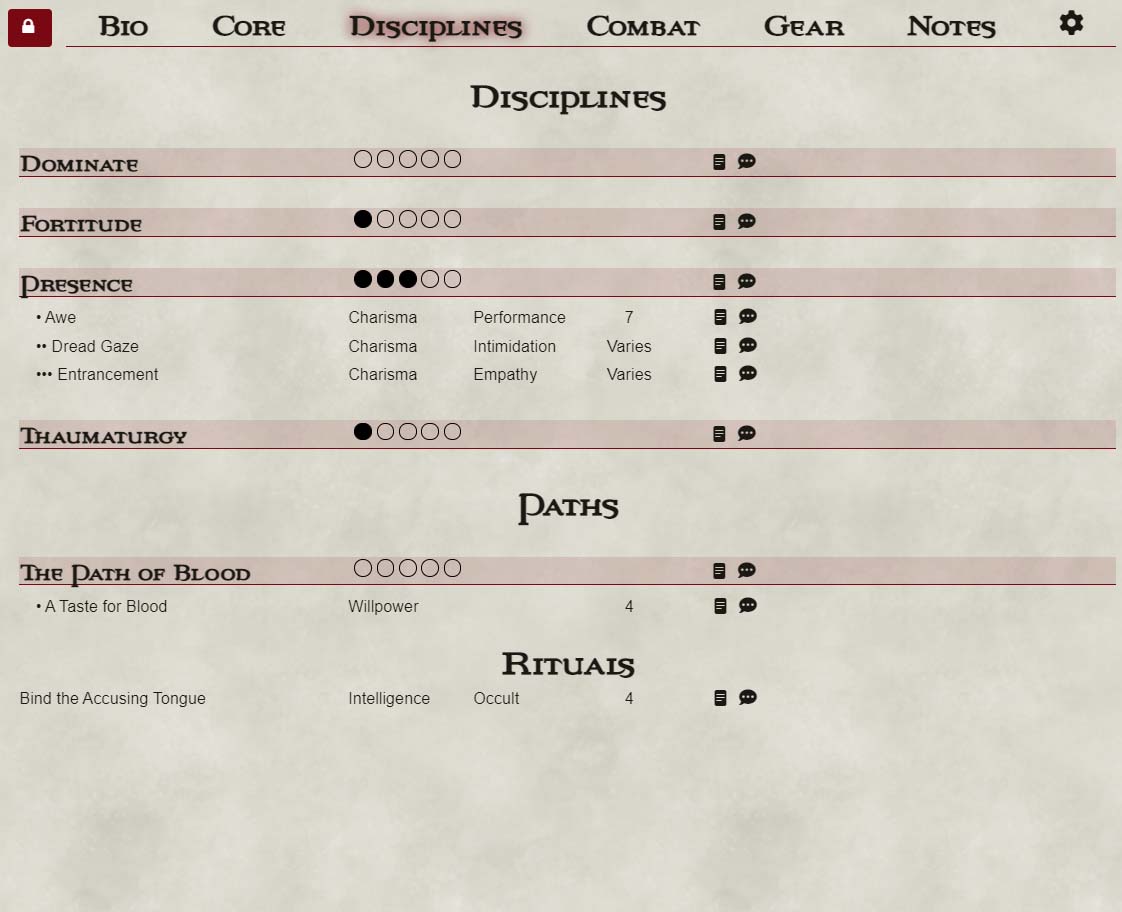 Bio Core Disciplines Combat Gear Notes
Disciplines
Dominate
Fortitude
Presence
• Awe Charisma Performance 7
•• Dread Gaze Charisma Intimidation Varies
••• Entrancement Charisma Empathy Varies
Thaumaturgy
Paths
The Path of Blood
• A Taste for Blood Willpower 4
Rituals
Bind the Accusing Tongue Intelligence Occult 4